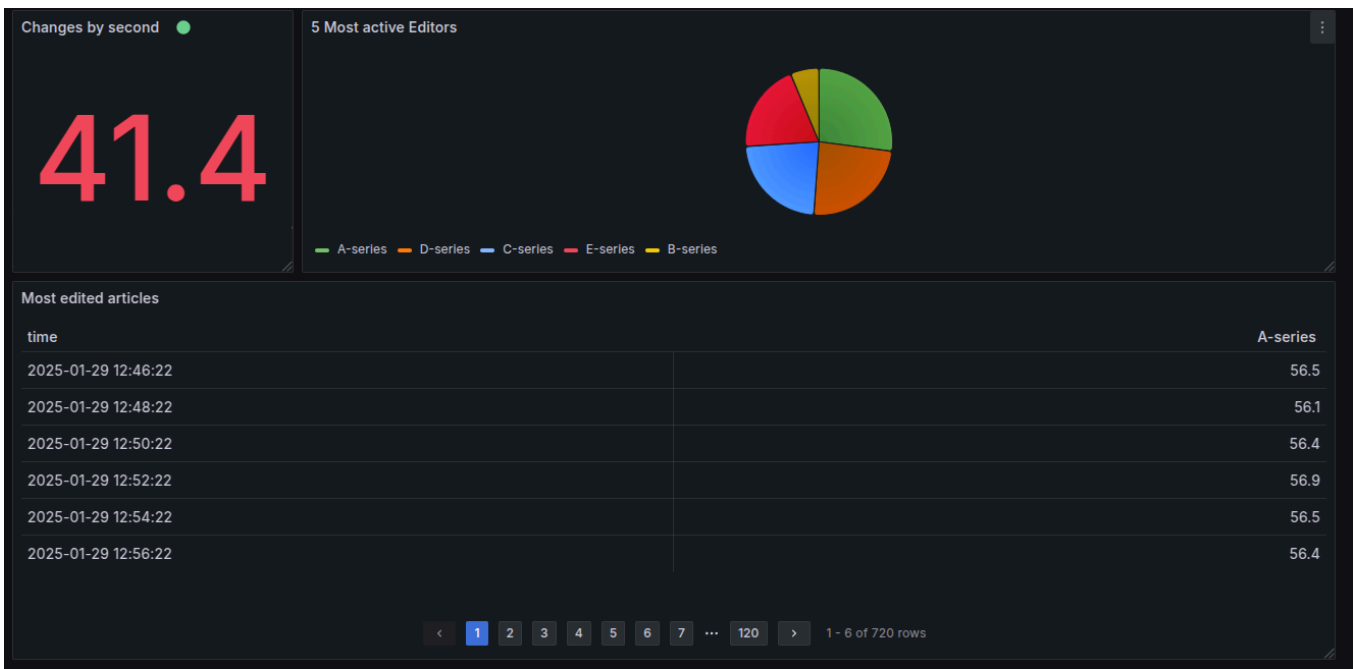 Changes by second
5 Most active Editors
41.4
A-series D-series C-series E-series B-series
Most edited articles
time A-series
2025-01-29 12:46:22 56.5
2025-01-29 12:48:22 56.1
2025-01-29 12:50:22 56.4
2025-01-29 12:52:22 56.9
2025-01-29 12:54:22 56.5
2025-01-29 12:56:22 56.4
‹ 1 2 3 4 5 6 7 ••• 120 › 1 - 6 of 720 rows